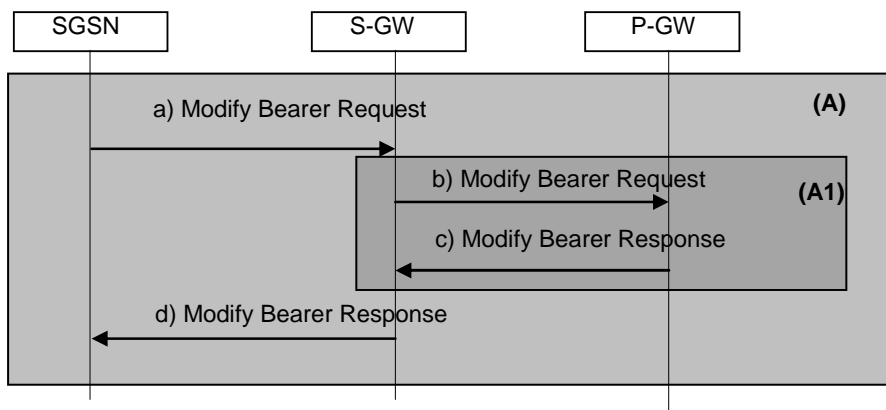 SGSN S-GW P-GW
(A)
a) Modify Bearer Request
b) Modify Bearer Request
(A1)
c) Modify Bearer Response
d) Modify Bearer Response